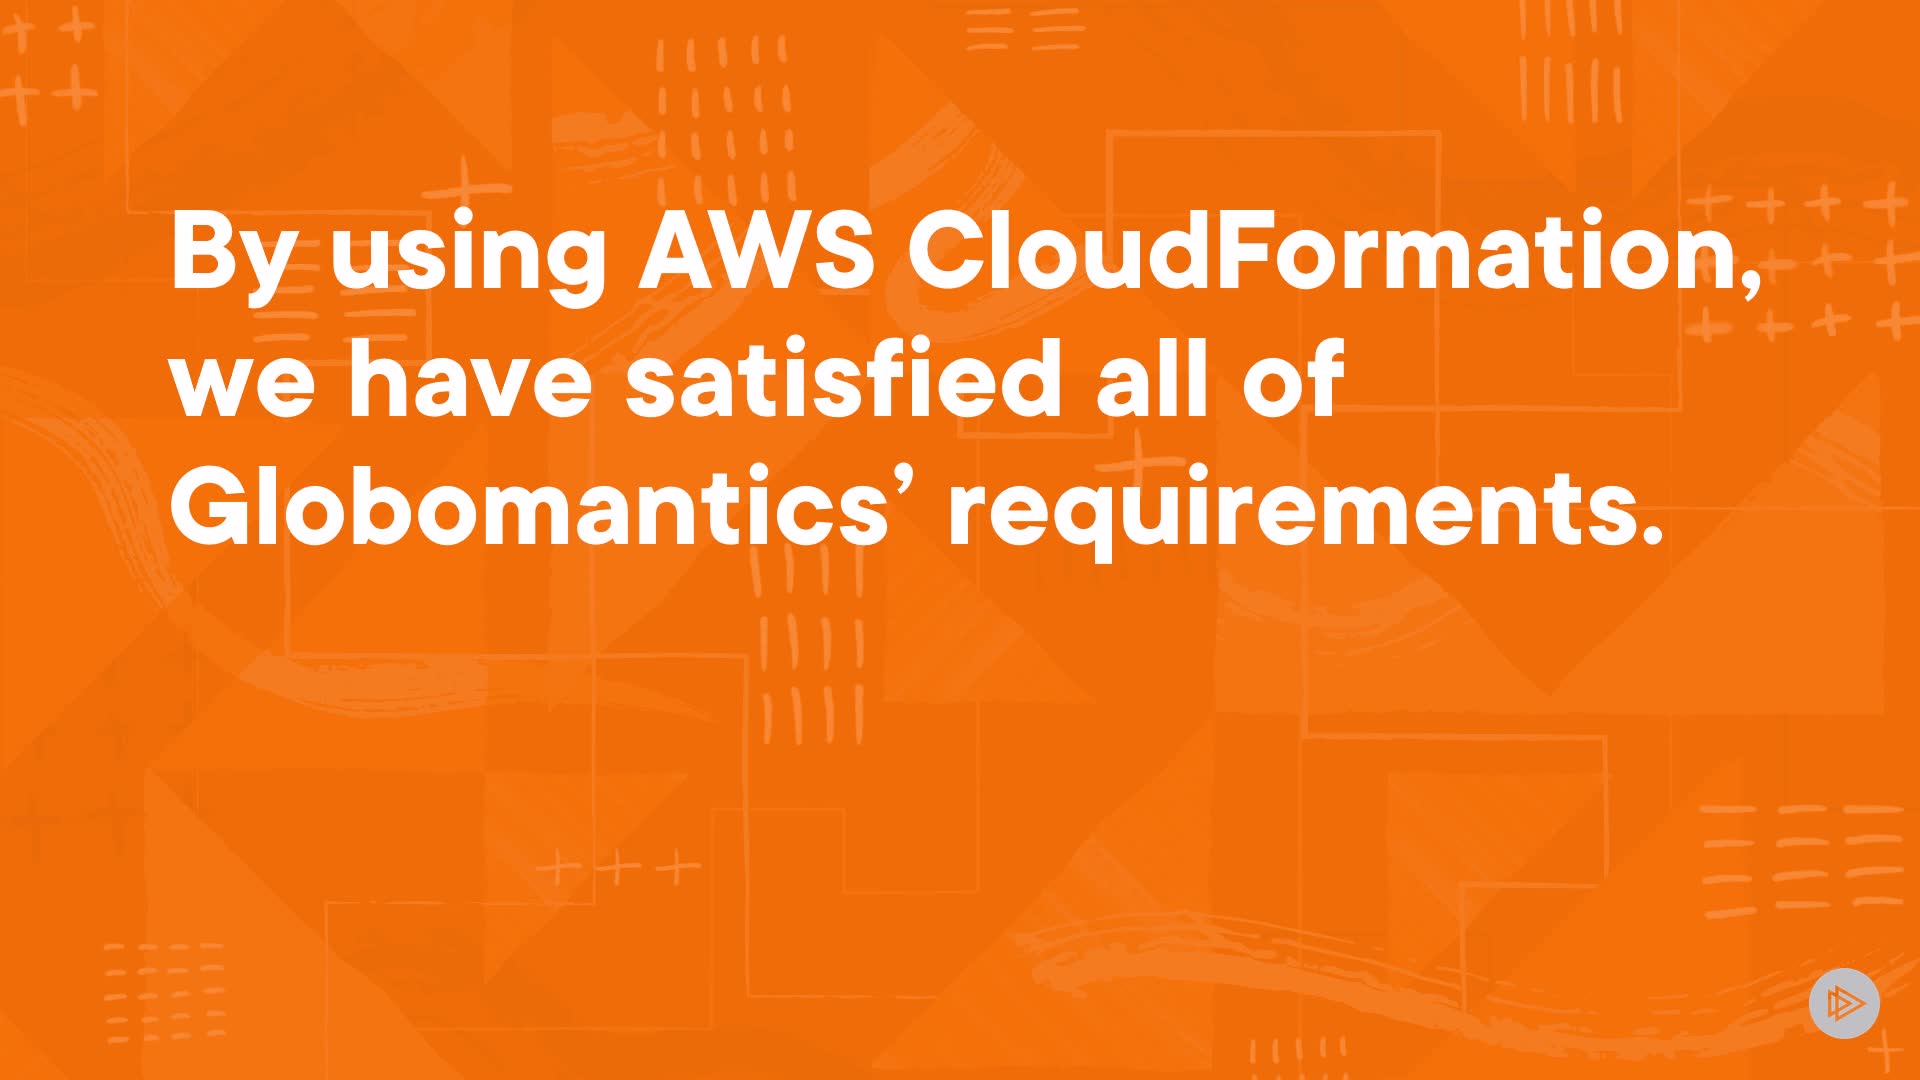 By using AWS CloudFormation,
we have satisfied all of
Globomantics’ requirements.